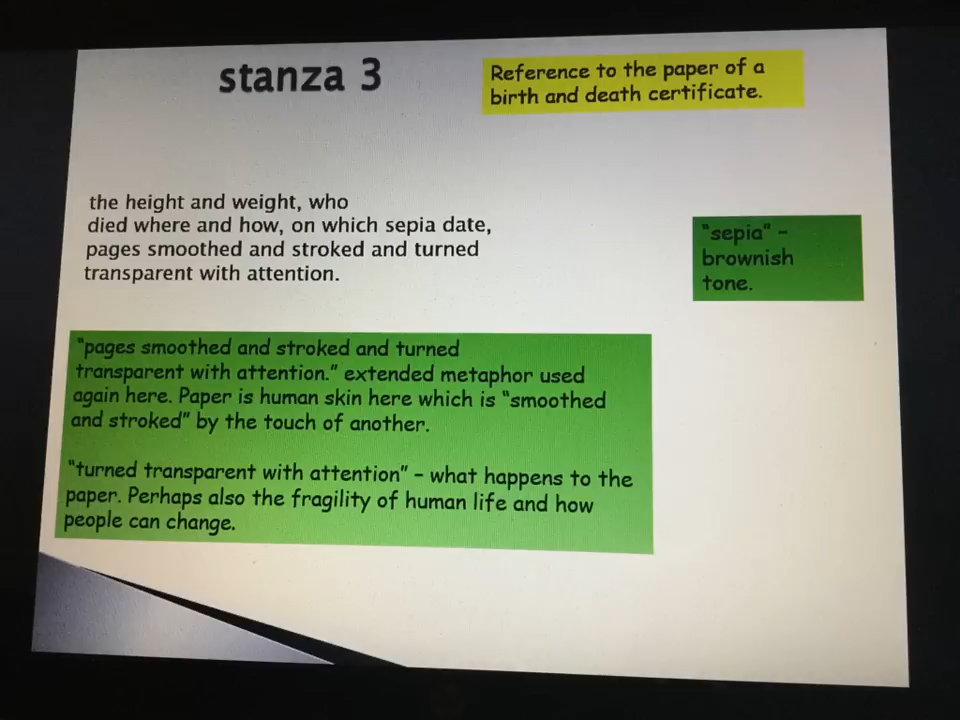 stanza 3
Reference to the paper of a
birth and death certificate.
the height and weight, who
died where and how, on which sepia date,
pages smoothed and stroked and turned
transparent with attention.
"sepia" –
brownish
tone.
"pages smoothed and stroked and turned
transparent with attention." extended metaphor used
again here. Paper is human skin here which is "smoothed
and stroked" by the touch of another.
"turned transparent with attention" – what happens to the
paper. Perhaps also the fragility of human life and how
people can change.